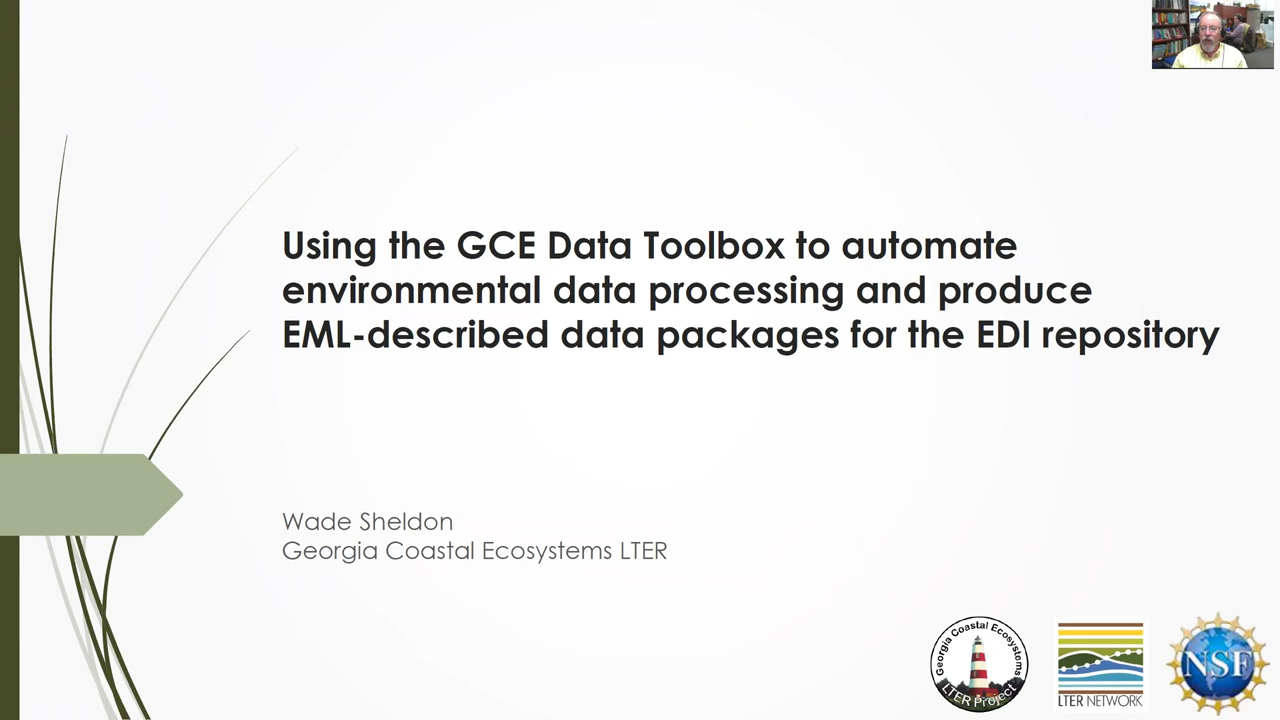 Using the GCE Data Toolbox to automate
environmental data processing and produce
EML-described data packages for the EDI repository
Wade Sheldon
Georgia Coastal Ecosystems LTER
Georgia Coastal Ecosystems
LTER Project
LTER NETWORK
NSF